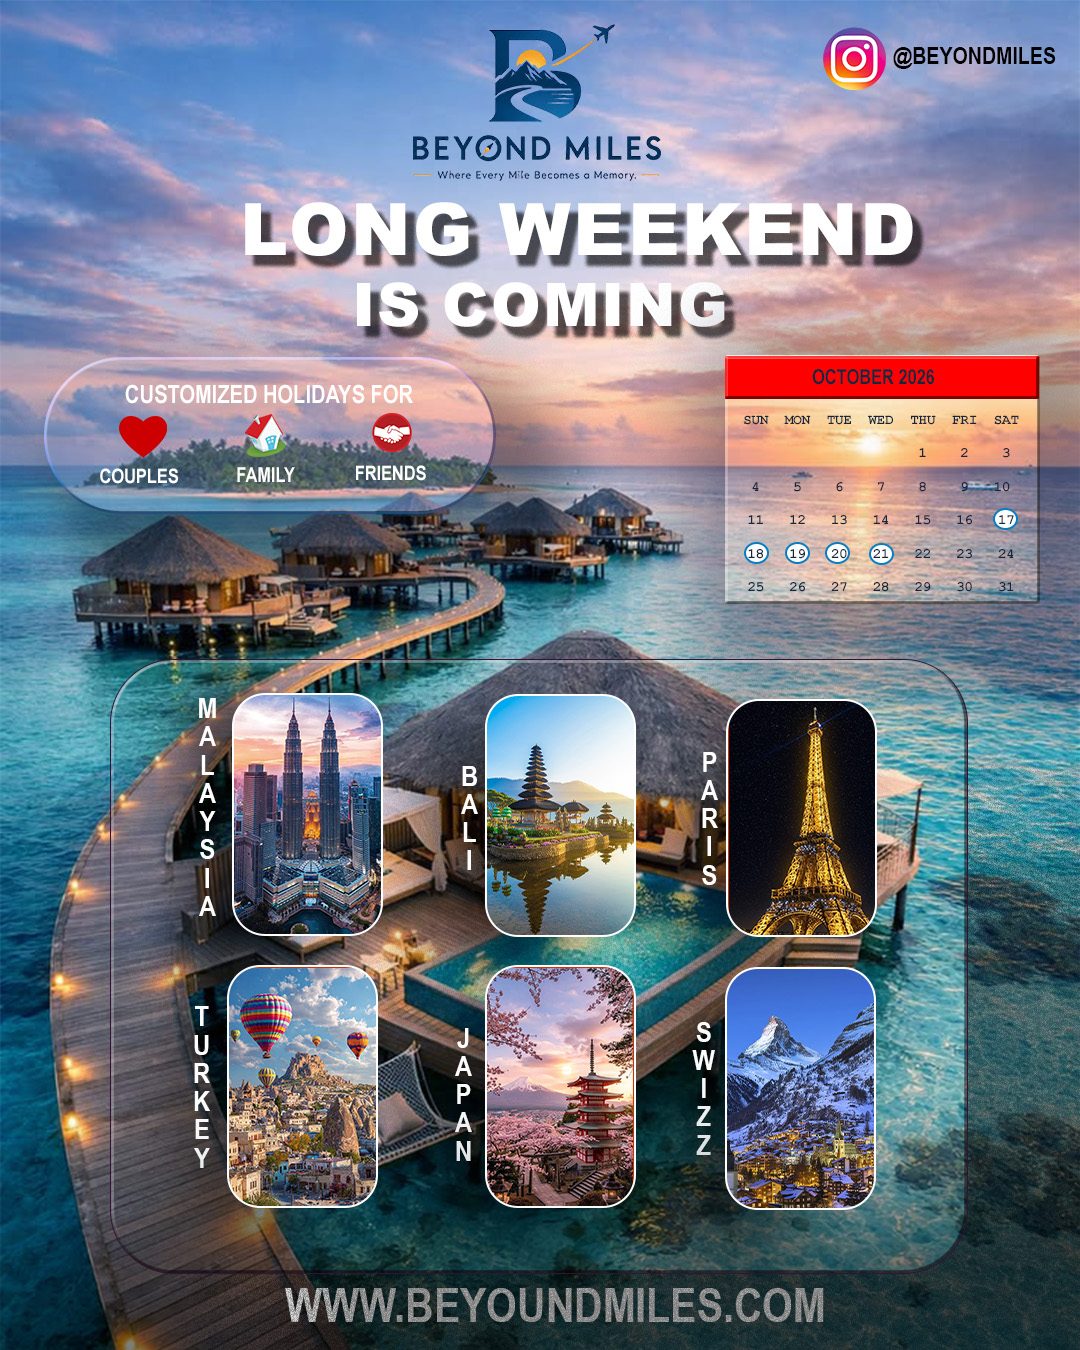 BEYOND MILES
Where Every Mile Becomes a Memory.
@BEYONDMILES
LONG WEEKEND
IS COMING
CUSTOMIZED HOLIDAYS FOR
COUPLES
FAMILY
FRIENDS
OCTOBER 2026
SUN MON TUE WED THU FRI SAT
1 2 3
4 5 6 7 8 9 10
11 12 13 14 15 16 17
18 19 20 21 22 23 24
25 26 27 28 29 30 31
MALAYSIA
BALI
PARIS
TURKEY
JAPAN
SWIZZ
WWW.BEYOUNDMILES.COM